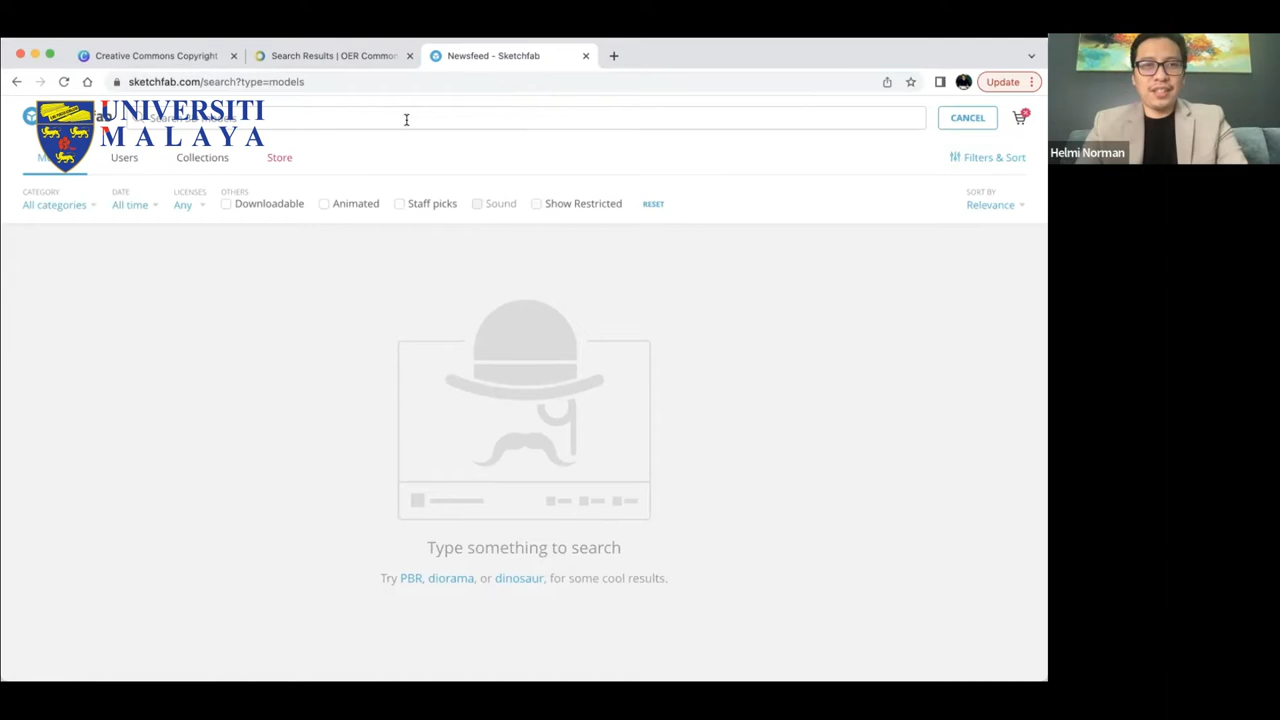 Creative Commons Copyright
Search Results | OER Common
Newsfeed - Sketchfab
sketchfab.com/search?type=models
Update
UNIVERSITI
MALAYA
CANCEL
Users
Collections
Store
Filters & Sort
CATEGORY
All categories
DATE
All time
LICENSES
Any
OTHERS
Downloadable
Animated
Staff picks
Sound
Show Restricted
RESET
SORT BY
Relevance
Type something to search
Try PBR, diorama, or dinosaur, for some cool results.
Helmi Norman